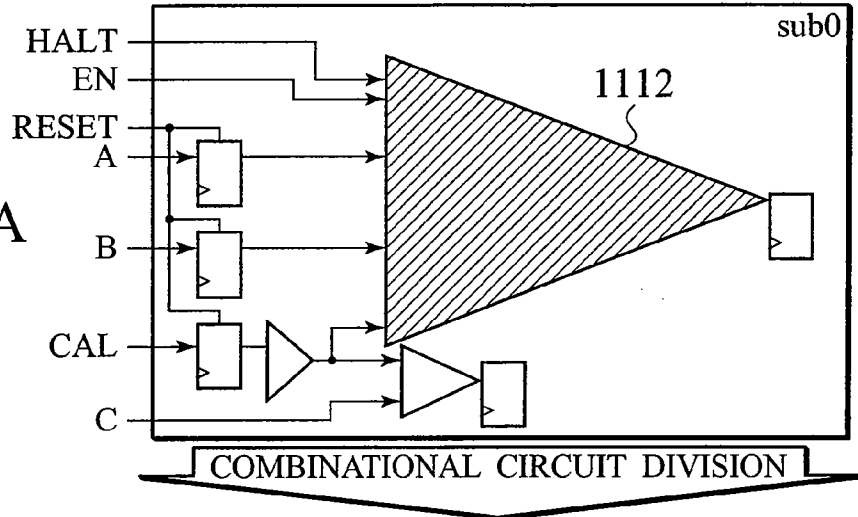 sub0
HALT
EN
1112
RESET
A
A
B
CAL
C
COMBINATIONAL CIRCUIT DIVISION